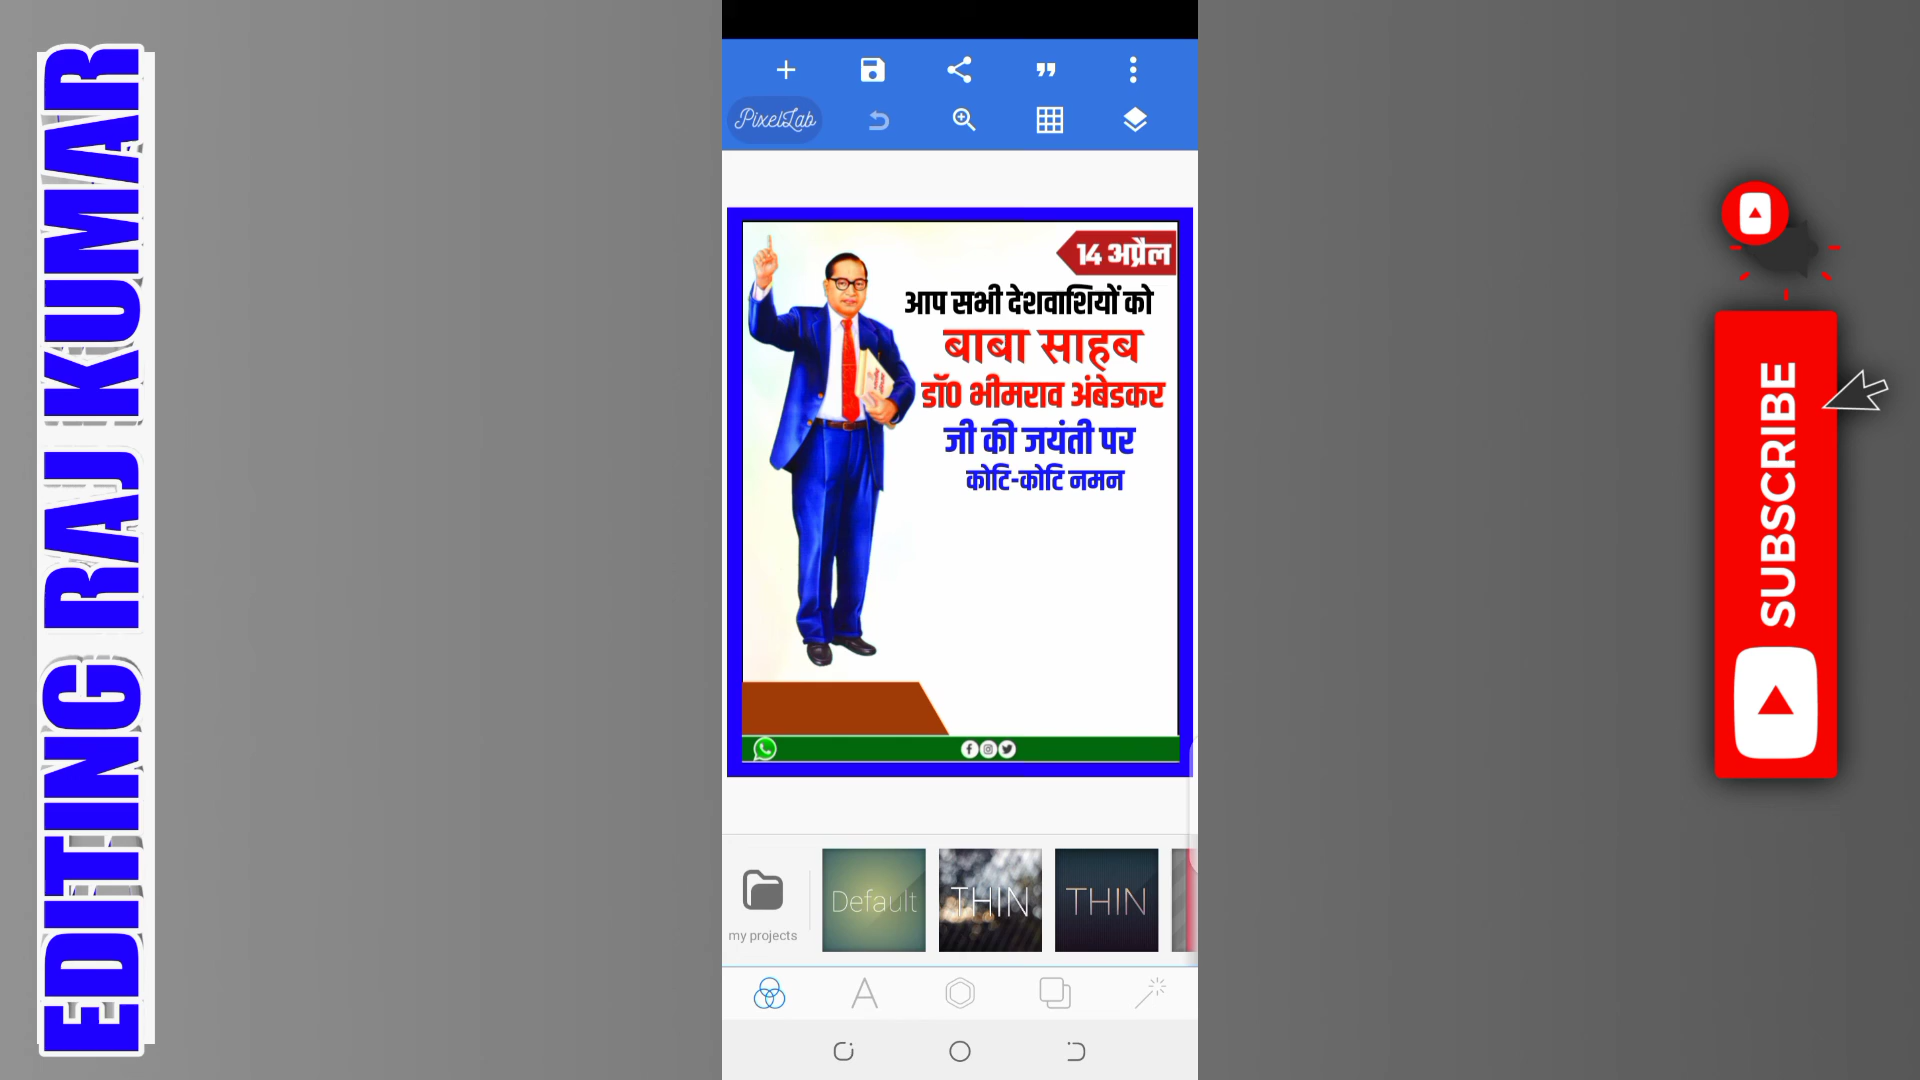 EDITING RAJ KUMAR
PixelLab
14 अप्रैल
आप सभी देशवाशियों को
बाबा साहब
डॉ0 भीमराव अंबेडकर
जी की जयंती पर
कोटि-कोटि नमन
my projects
Default
THIN
THIN
SUBSCRIBE